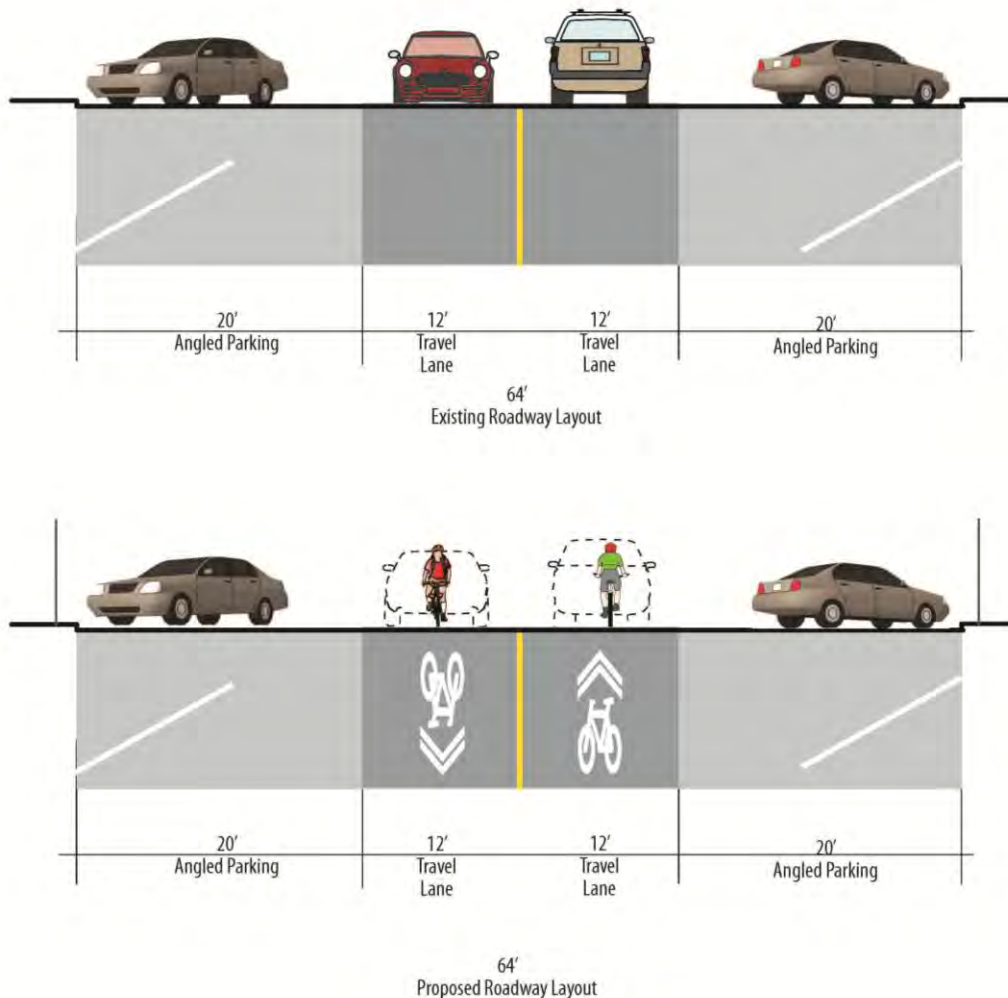 20′
Angled Parking
12′
Travel
Lane
12′
Travel
Lane
20′
Angled Parking
64′
Existing Roadway Layout
20′
Angled Parking
12′
Travel
Lane
12′
Travel
Lane
20′
Angled Parking
64′
Proposed Roadway Layout